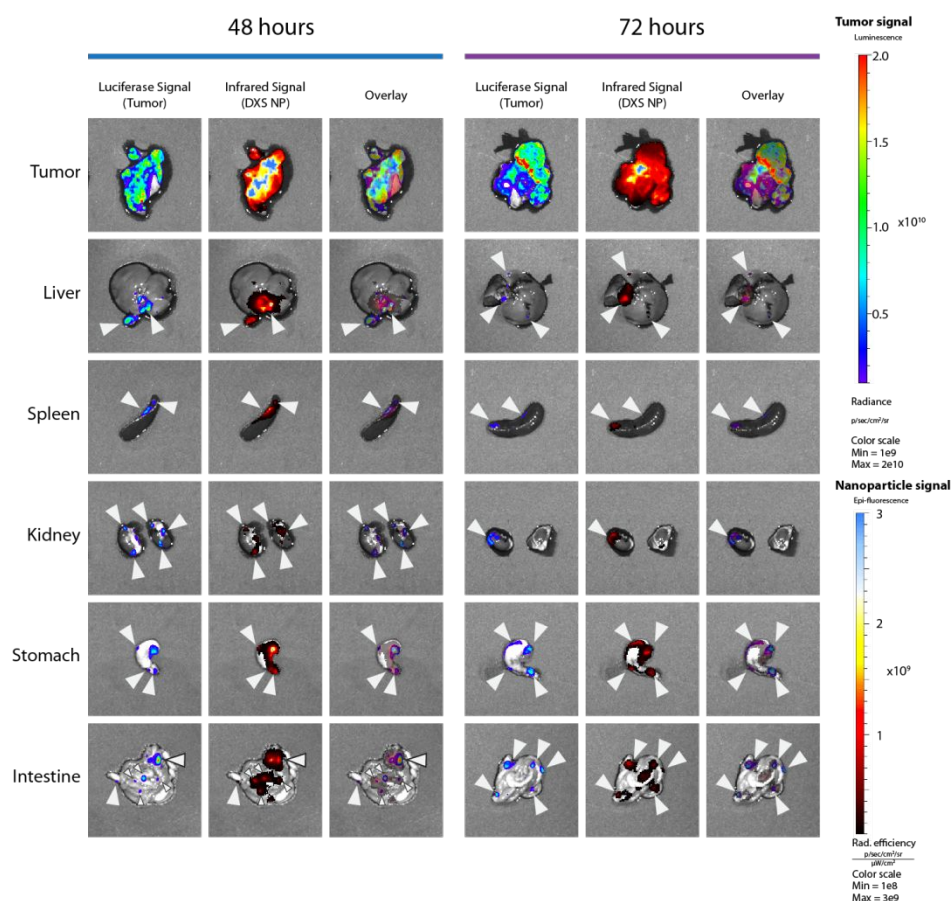 48 hours
72 hours
Luciferase Signal
(Tumor)
Infrared Signal
(DXS NP)
Overlay
Luciferase Signal
(Tumor)
Infrared Signal
(DXS NP)
Overlay
Tumor
Liver
Spleen
Kidney
Stomach
Intestine
Tumor signal
Luminescence
2.0
1.5
1.0
x10¹⁰
0.5
Radiance
p/sec/cm²/sr
Color scale
Min = 1e9
Max = 2e10
Nanoparticle signal
Epi-fluorescence
3
2
x10⁹
1
Rad. efficiency
p/sec/cm²/sr
µW/cm²
Color scale
Min = 1e8
Max = 3e9